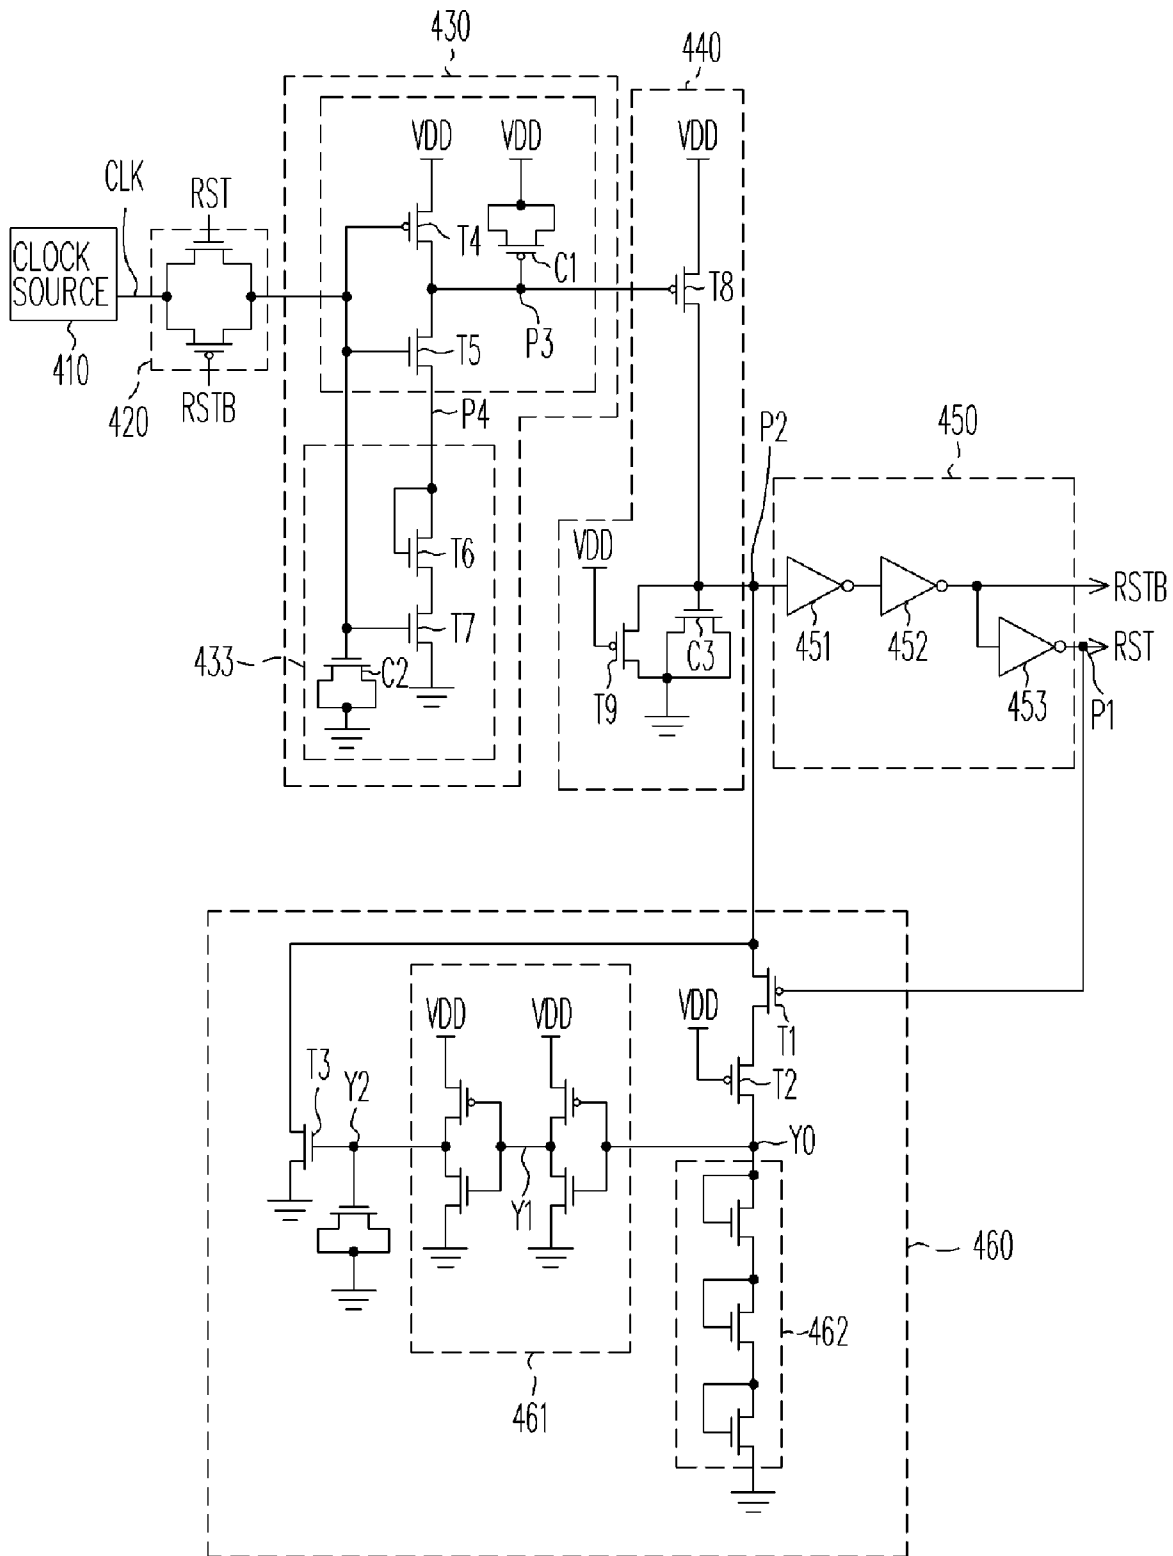 430
440
CLK
RST
VDD
VDD
VDD
CLOCK
SOURCE
T4
C1
T8
410
420
RSTB
P3
T5
P4
P2
450
VDD
T6
RSTB
T7
433
C2
C3
451
452
RST
T9
453
P1
VDD
VDD
VDD
T1
T3
Y2
T2
Y1
Y0
460
462
461